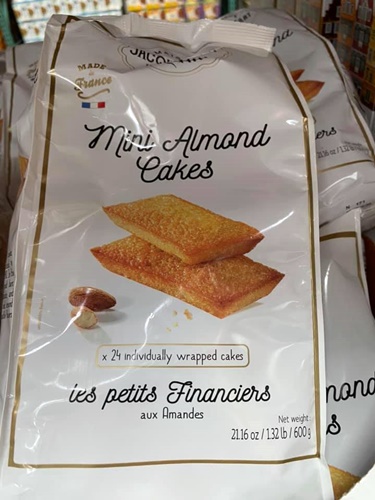 MADE
in
France
Mini Almond
Cakes
x 24 individually wrapped cakes
les petits Financiers
aux Amandes
Net weight
21.16 oz / 1.32 lb / 600g